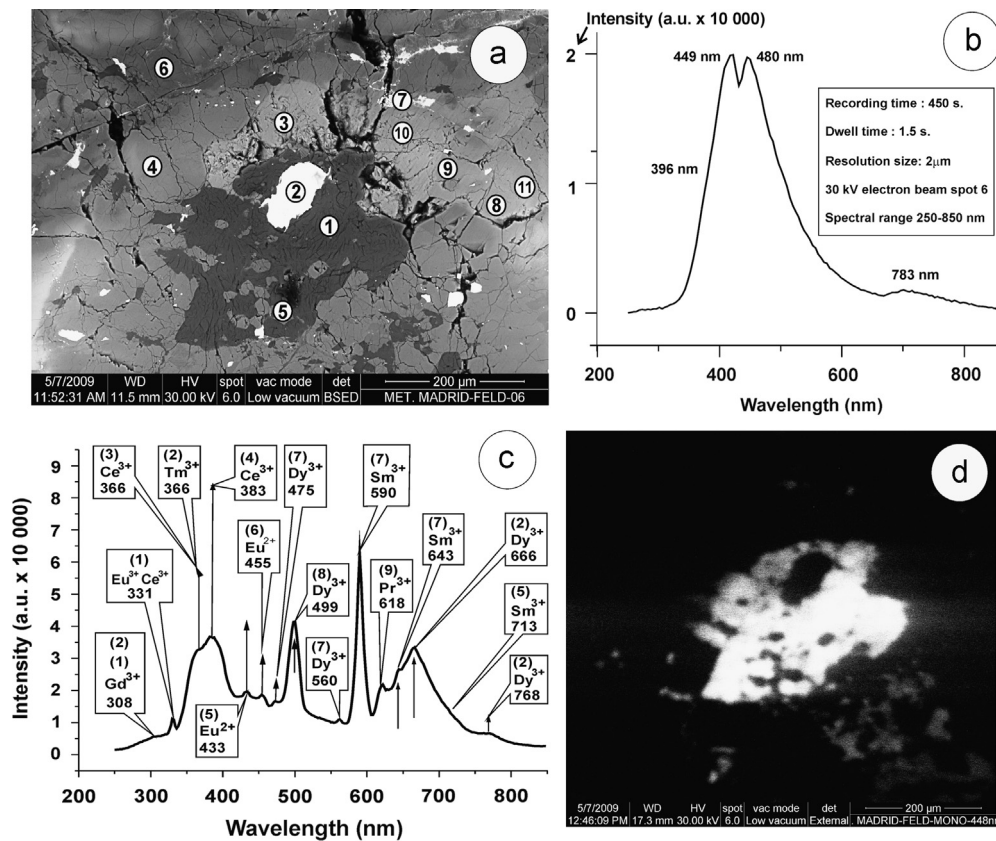 a
6
7
3
10
4
9
2
11
8
1
5
5/7/2009 WD HV spot vac mode det 200 µm
11:52:31 AM 11.5 mm 30.00 kV 6.0 Low vacuum BSED MET. MADRID-FELD-06
b
Intensity (a.u. x 10 000)
2
1
0
449 nm 480 nm
396 nm
783 nm
Recording time : 450 s.
Dwell time : 1.5 s.
Resolution size: 2µm
30 kV electron beam spot 6
Spectral range 250-850 nm
200 400 600 800
Wavelength (nm)
c
Intensity (a.u. x 10 000)
9
8
7
6
5
4
3
2
1
0
(3)
Ce3+
366
(2)
Tm3+
366
(4)
Ce3+
383
(7)
Dy3+
475
(7)
Sm3+
590
(1)
Eu3+Ce3+
331
(6)
Eu2+
455
(8)
Dy3+
499
(9)
Pr3+
618
(7)
Sm3+
643
(2)
Dy3+
666
(2)
(1)
Gd3+
308
(5)
Eu2+
433
(7)
Dy3+
560
(5)
Sm3+
713
(2)
Dy3+
768
200 300 400 500 600 700 800
Wavelength (nm)
d
5/7/2009 WD HV spot vac mode det 200 µm
12:46:09 PM 17.3 mm 30.00 kV 6.0 Low vacuum External . MADRID-FELD-MONO-448nm